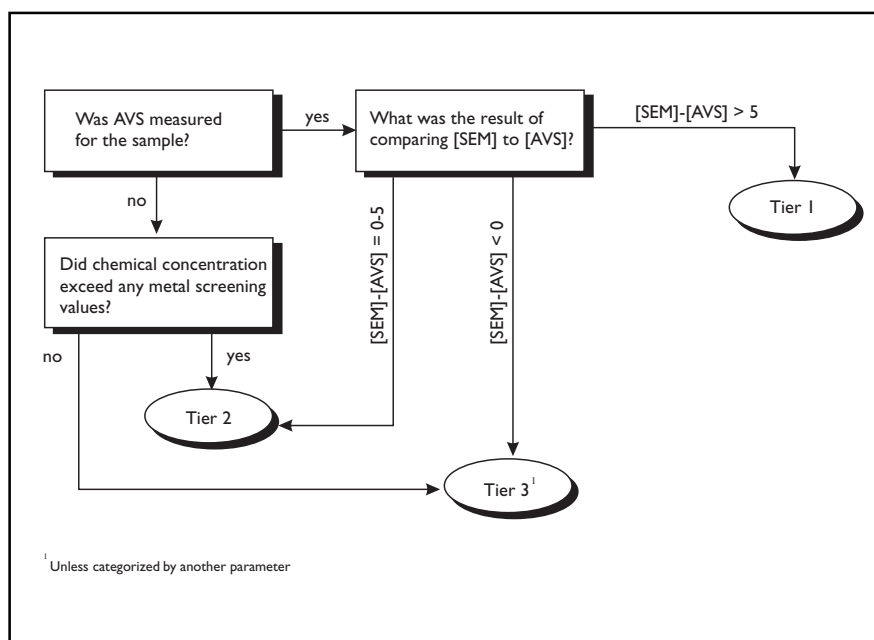 Was AVS measured
for the sample?
yes
What was the result of
comparing [SEM] to [AVS]?
[SEM]-[AVS] > 5
Tier 1
no
[SEM]-[AVS] = 0-5
[SEM]-[AVS] < 0
Did chemical concentration
exceed any metal screening
values?
no
yes
Tier 2
Tier 3¹
¹ Unless categorized by another parameter